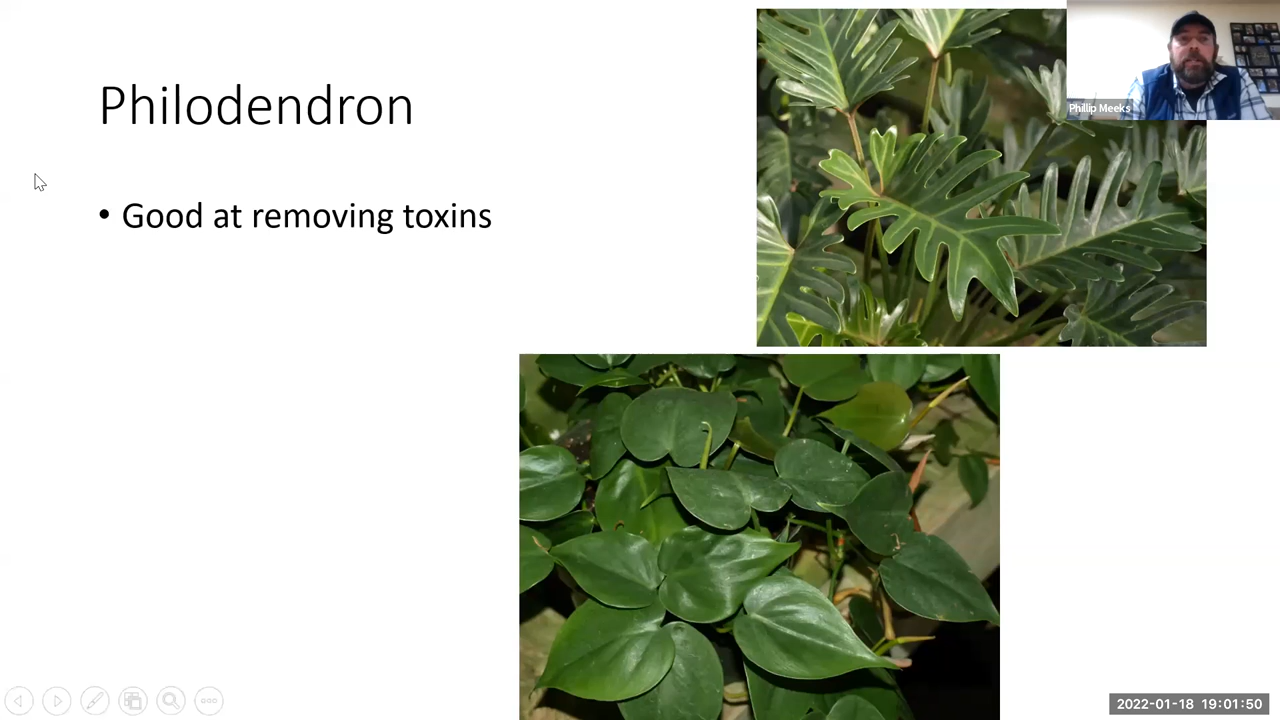 Philodendron
• Good at removing toxins
Phillip Meeks
2022-01-18 19:01:50